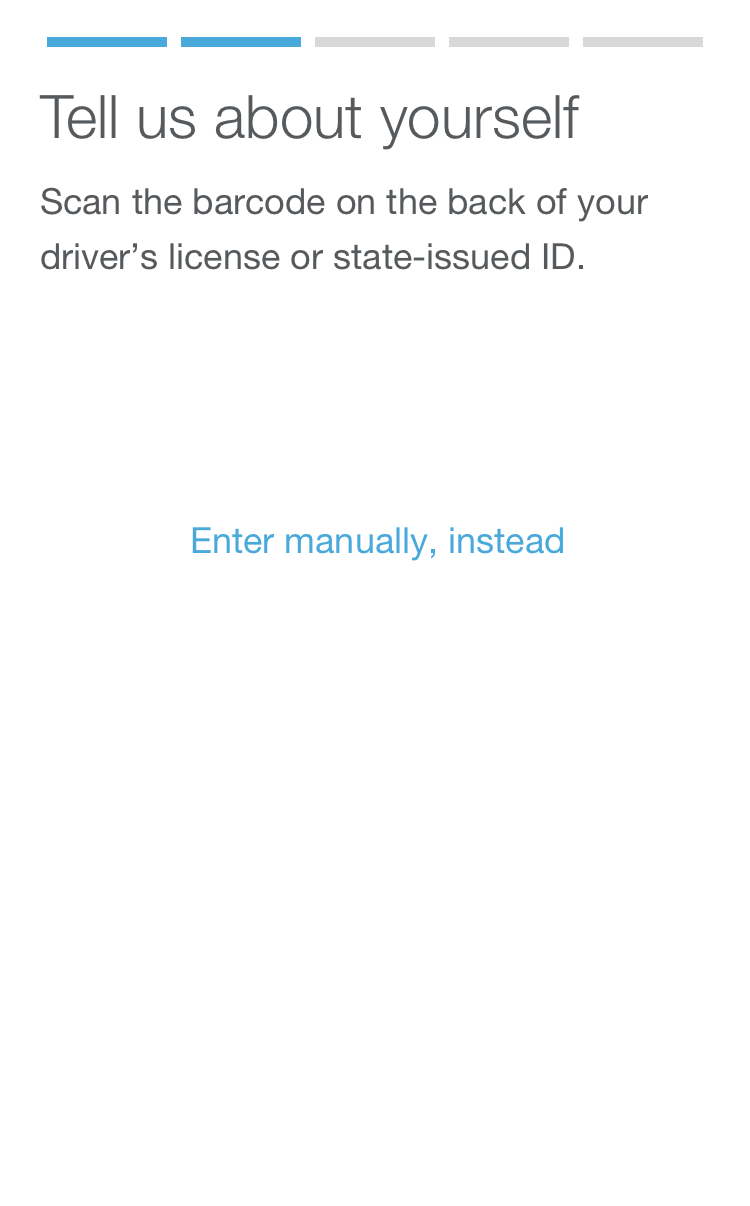 Tell us about yourself
Scan the barcode on the back of your
driver’s license or state-issued ID.
Enter manually, instead